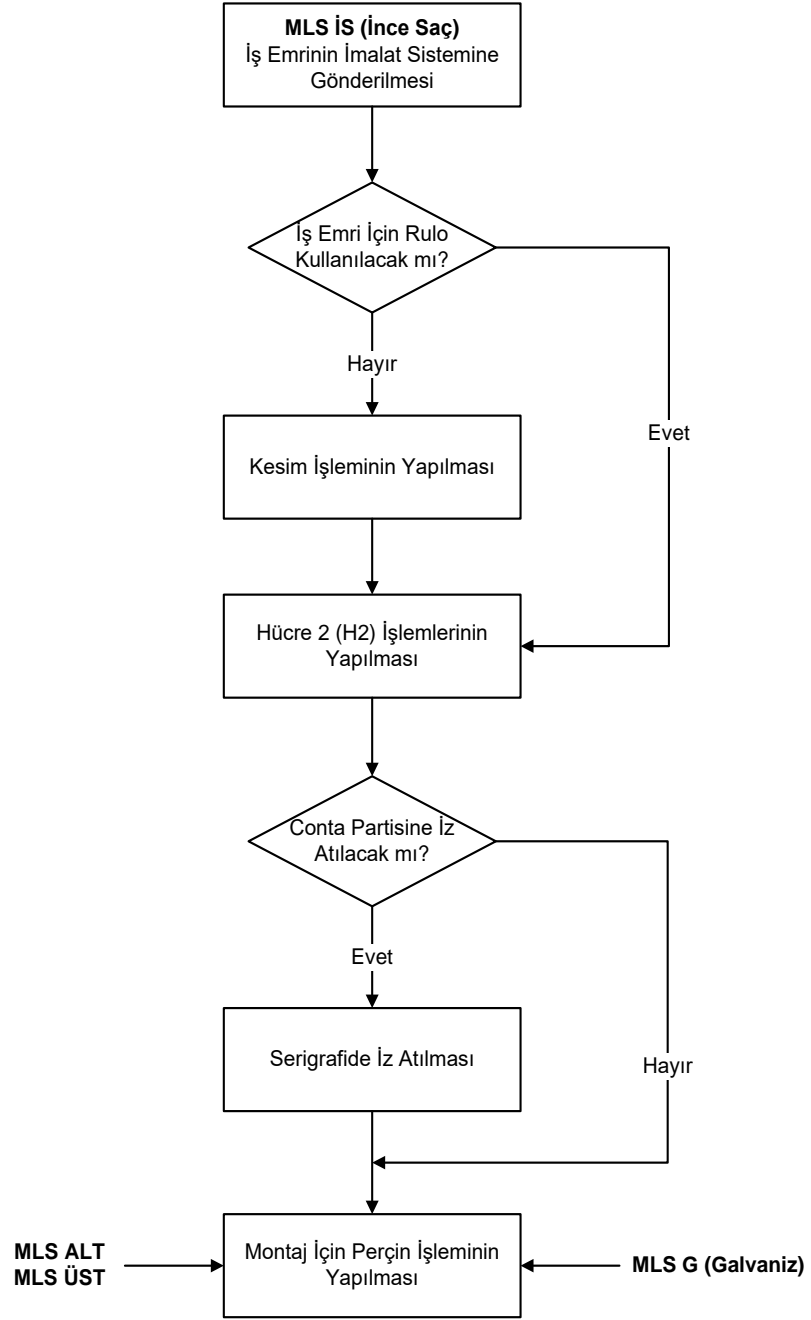 MLS İS (İnce Saç)
İş Emrinin İmalat Sistemine
Gönderilmesi
İş Emri İçin Rulo
Kullanılacak mı?
Hayır
Evet
Kesim İşleminin Yapılması
Hücre 2 (H2) İşlemlerinin
Yapılması
Conta Partisine İz
Atılacak mı?
Evet
Serigrafide İz Atılması
Hayır
MLS ALT
MLS ÜST
Montaj İçin Perçin İşleminin
Yapılması
MLS G (Galvaniz)